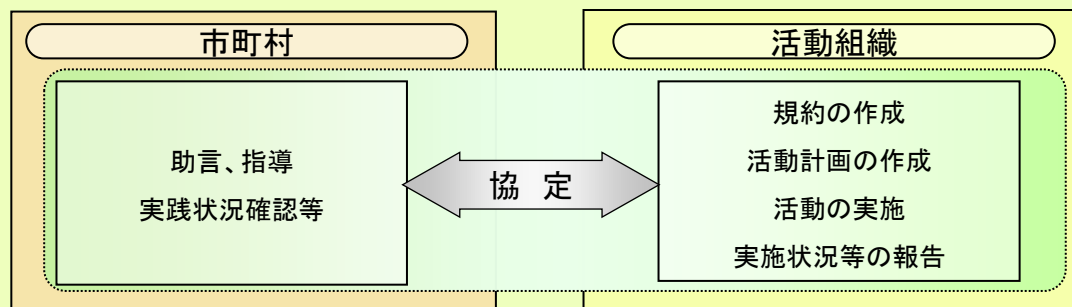 市町村
活動組織
助言、指導
実践状況確認等
協 定
規約の作成
活動計画の作成
活動の実施
実施状況等の報告